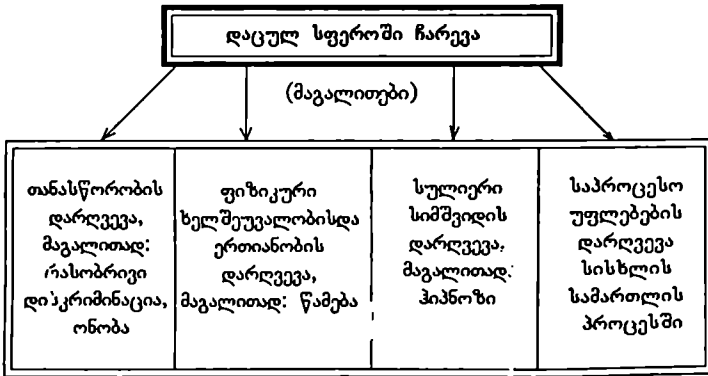 დაცულ სფეროში ჩარევა
(მაგალითები)
თანასწორობის
დარღვევა,
მაგალითად:
რასობრივი
დისკრიმინაცია,
ონობა
ფიზიკური
ხელშეუვალობისდა
ერთიანობის
დარღვევა,
მაგალითად: წამება
სულიერი
სიმშვიდის
დარღვევა,
მაგალითად:
ჰიპნოზი
საპროცესო
უფლებების
დარღვევა
სისხლის
სამართლის
პროცესში